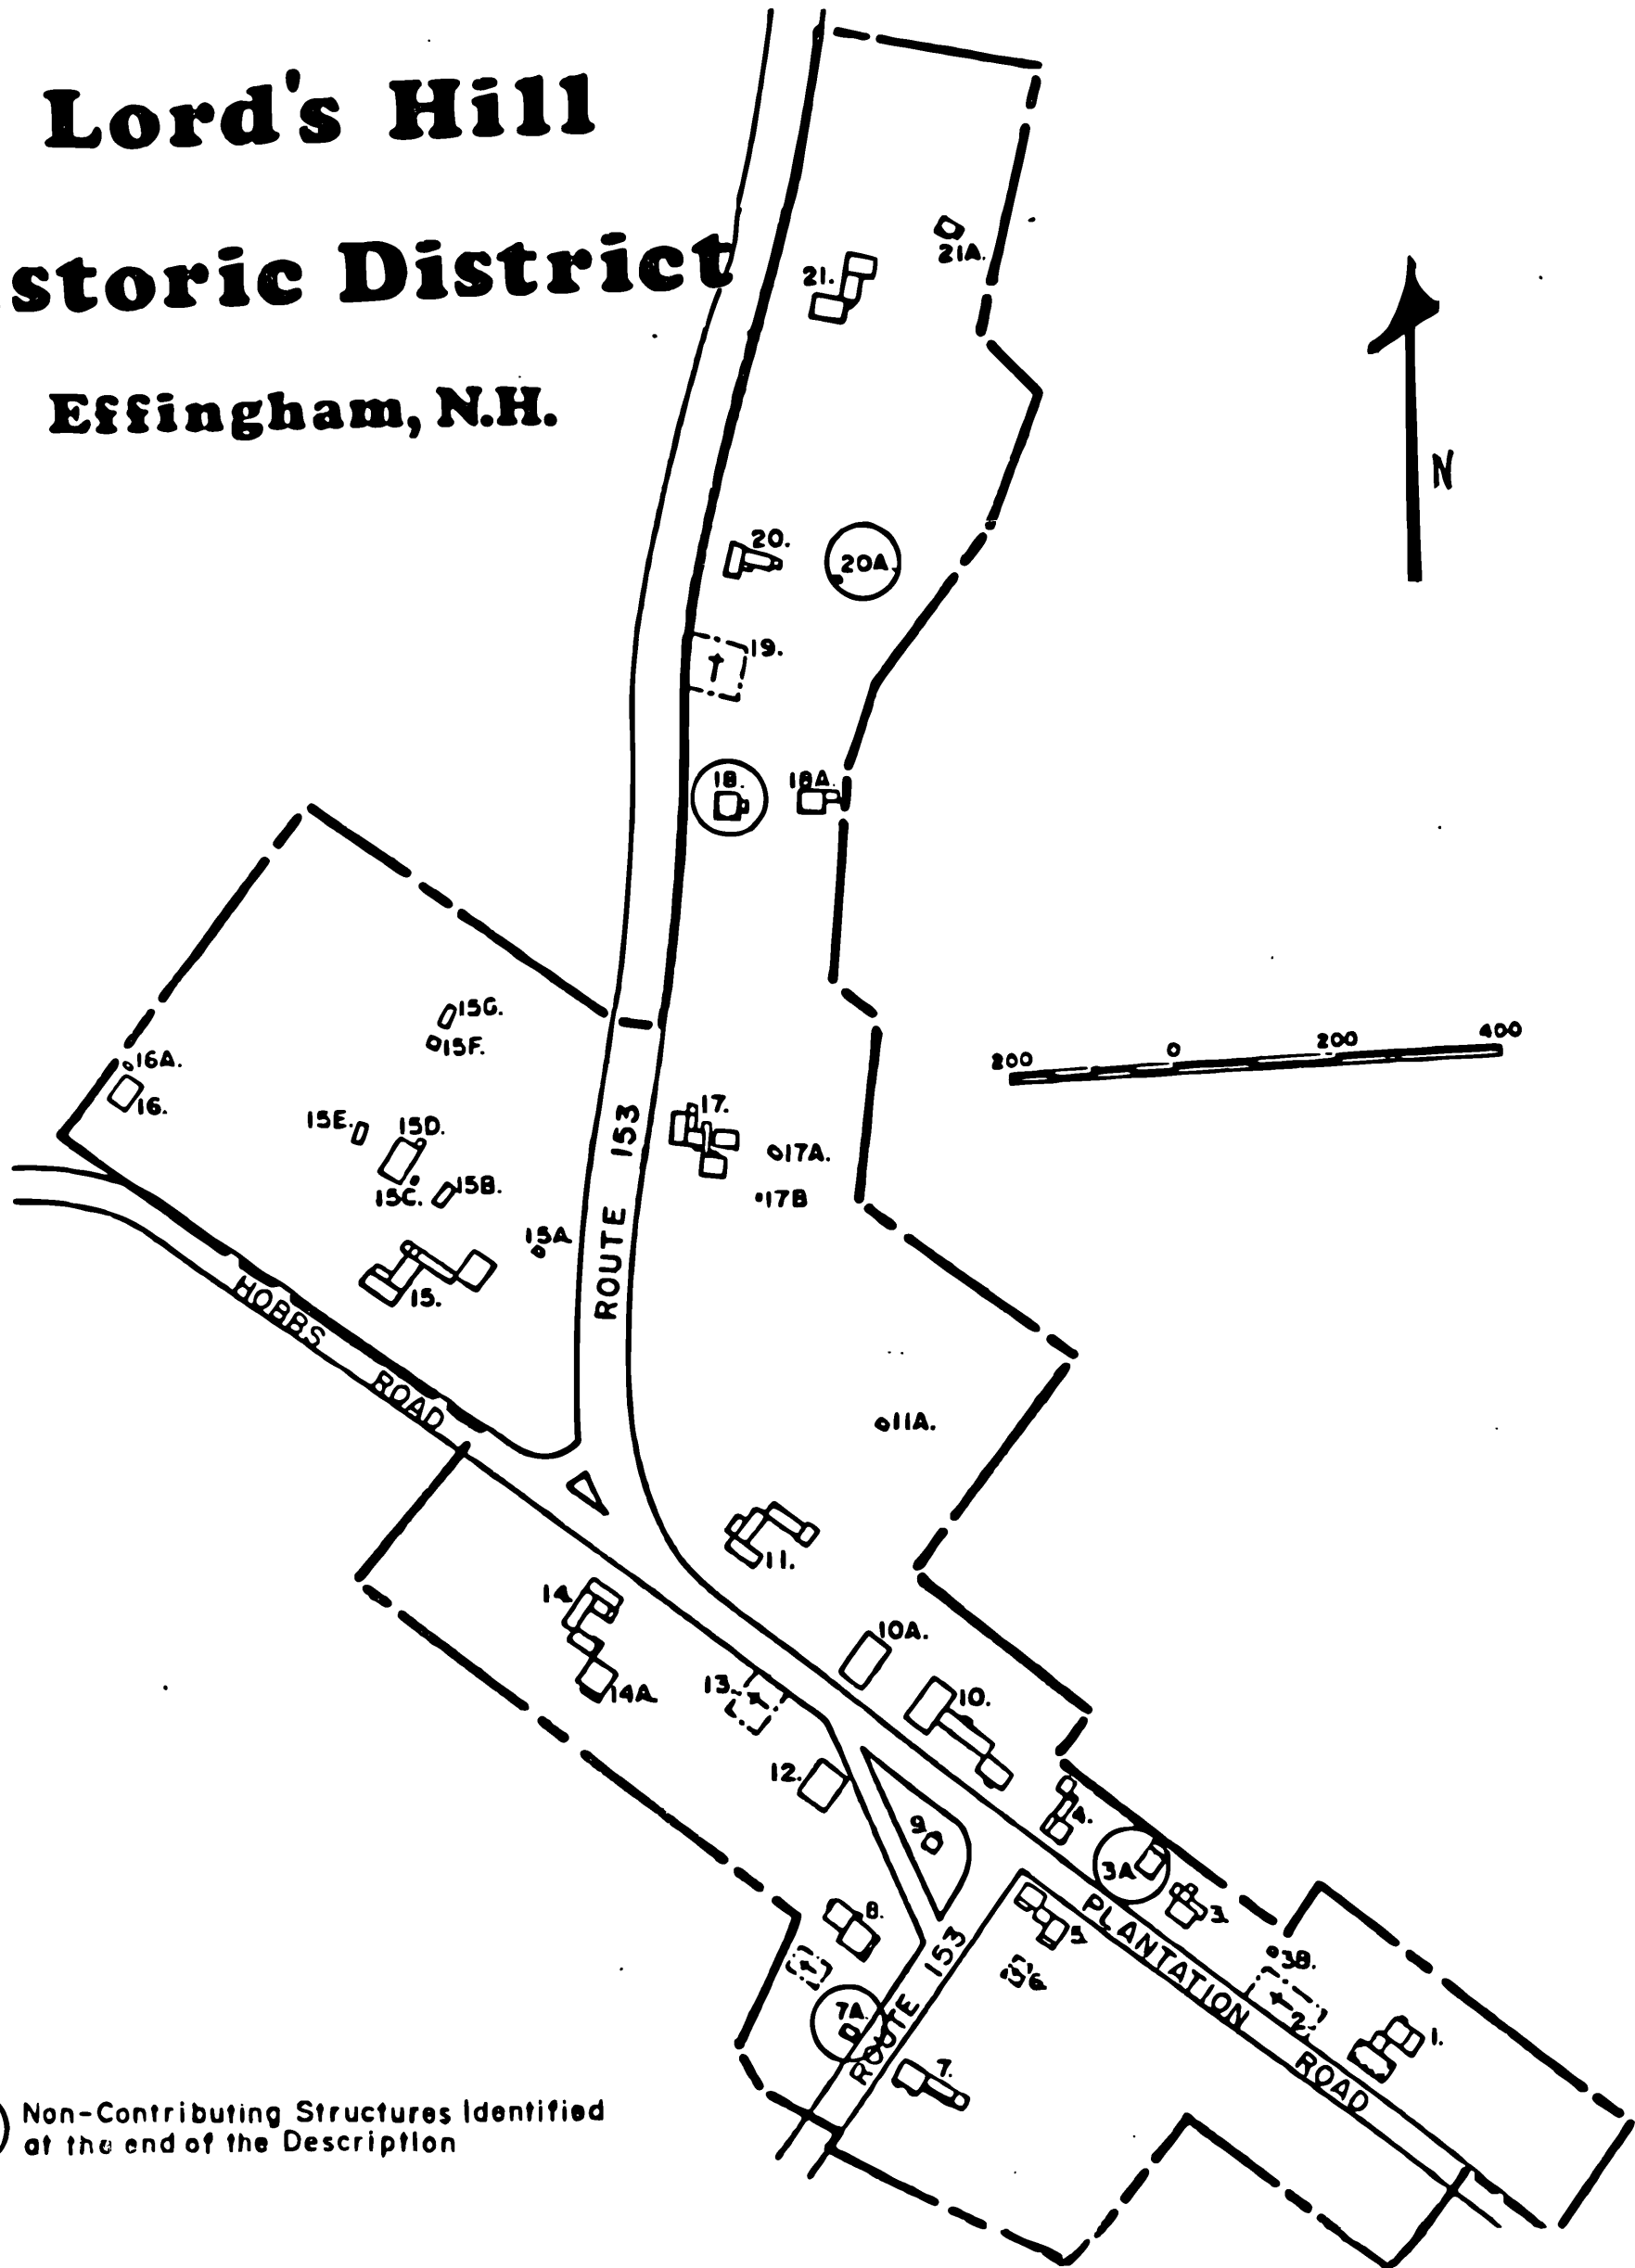 Lord's Hill
storic District
Effingham, N.H.
21A.
21.
N
20.
20A
19.
18.
18A.
15G.
15F.
16A.
16.
200 0 200 400
15E.
15D.
15C.
15B.
15A
15.
17.
17A.
17B
ROUTE 153
HOBBS ROAD
11A.
11.
14
14A
13.
12.
10A.
10.
9
4.
3A
3.
3B.
8.
5.
6.
7A.
7.
ROUTE 153
PLANTATION ROAD
2.
1.
Non-Contributing Structures Identified
at the end of the Description